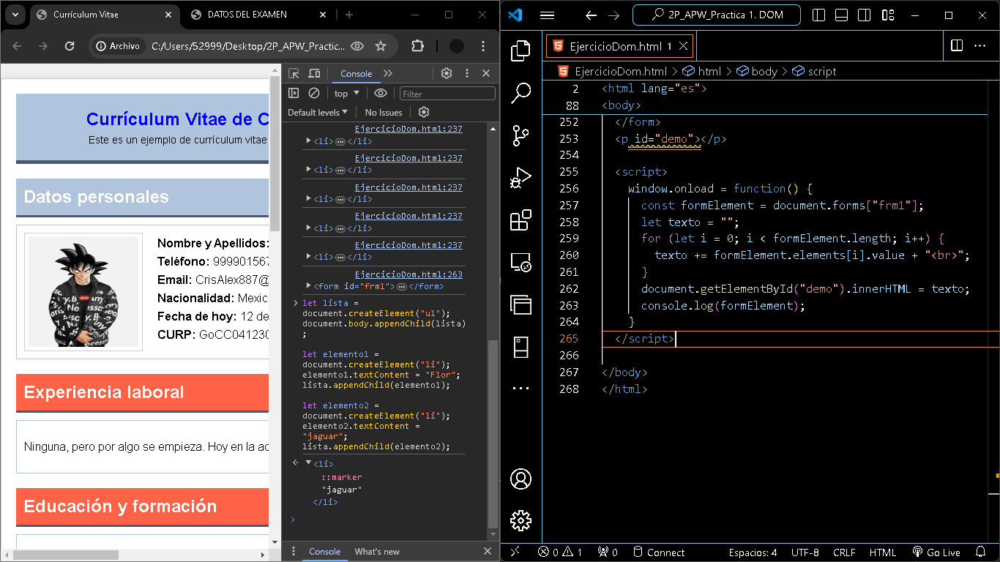 Currículum Vitae
DATOS DEL EXAMEN
Archivo
C:/Users/52999/Desktop/2P_APW_Practic...
Currículum Vitae de C
Este es un ejemplo de currículum vitae
Datos personales
Nombre y Apellidos:
Teléfono: 999901567
Email: CrisAlex887@
Nacionalidad: Mexic
Fecha de hoy: 12 de
CURP: GoCC041230
Experiencia laboral
Ninguna, pero por algo se empieza. Hoy en la ac
Educación y formación
Console
top
Filter
Default levels
No Issues
EjercicioDom.html:237
<li>…</li>
EjercicioDom.html:237
<li>…</li>
EjercicioDom.html:237
<li>…</li>
EjercicioDom.html:237
<li>…</li>
EjercicioDom.html:237
<li>…</li>
EjercicioDom.html:263
<form id="frm1">…</form>
let lista =
document.createElement("ul");
document.body.appendChild(lista)
;
let elemento1 =
document.createElement("li");
elemento1.textContent = "Flor";
lista.appendChild(elemento1);
let elemento2 =
document.createElement("li");
elemento2.textContent =
"jaguar";
lista.appendChild(elemento2);
<li>
::marker
"jaguar"
</li>
Console
What's new
2P_APW_Practica 1. DOM
EjercicioDom.html 1
EjercicioDom.html > html > body > script
2 <html lang="es">
88 <body>
252 </form>
253 <p id="demo"></p>
254
255 <script>
256 window.onload = function() {
257 const formElement = document.forms["frm1"];
258 let texto = "";
259 for (let i = 0; i < formElement.length; i++) {
260 texto += formElement.elements[i].value + "<br>";
261 }
262 document.getElementById("demo").innerHTML = texto;
263 console.log(formElement);
264 }
265 </script>
266
267 </body>
268 </html>
0 1 0 Connect Espacios: 4 UTF-8 CRLF HTML Go Live